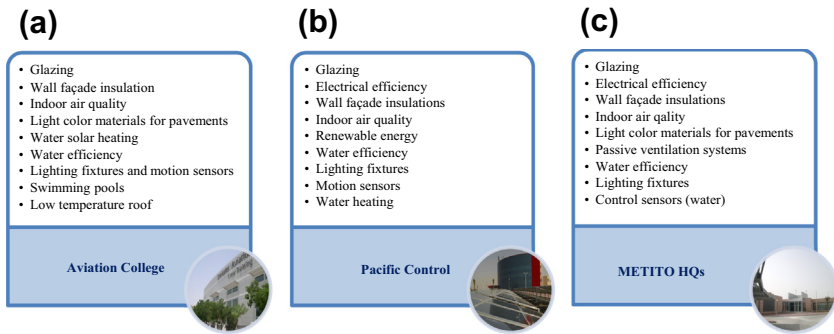 (a)
• Glazing
• Wall façade insulation
• Indoor air quality
• Light color materials for pavements
• Water solar heating
• Water efficiency
• Lighting fixtures and motion sensors
• Swimming pools
• Low temperature roof
Aviation College
(b)
• Glazing
• Electrical efficiency
• Wall façade insulations
• Indoor air quality
• Renewable energy
• Water efficiency
• Lighting fixtures
• Motion sensors
• Water heating
Pacific Control
(c)
• Glazing
• Electrical efficiency
• Wall façade insulations
• Indoor air qality
• Light color materials for pavements
• Passive ventilation systems
• Water efficiency
• Lighting fixtures
• Control sensors (water)
METITO HQs